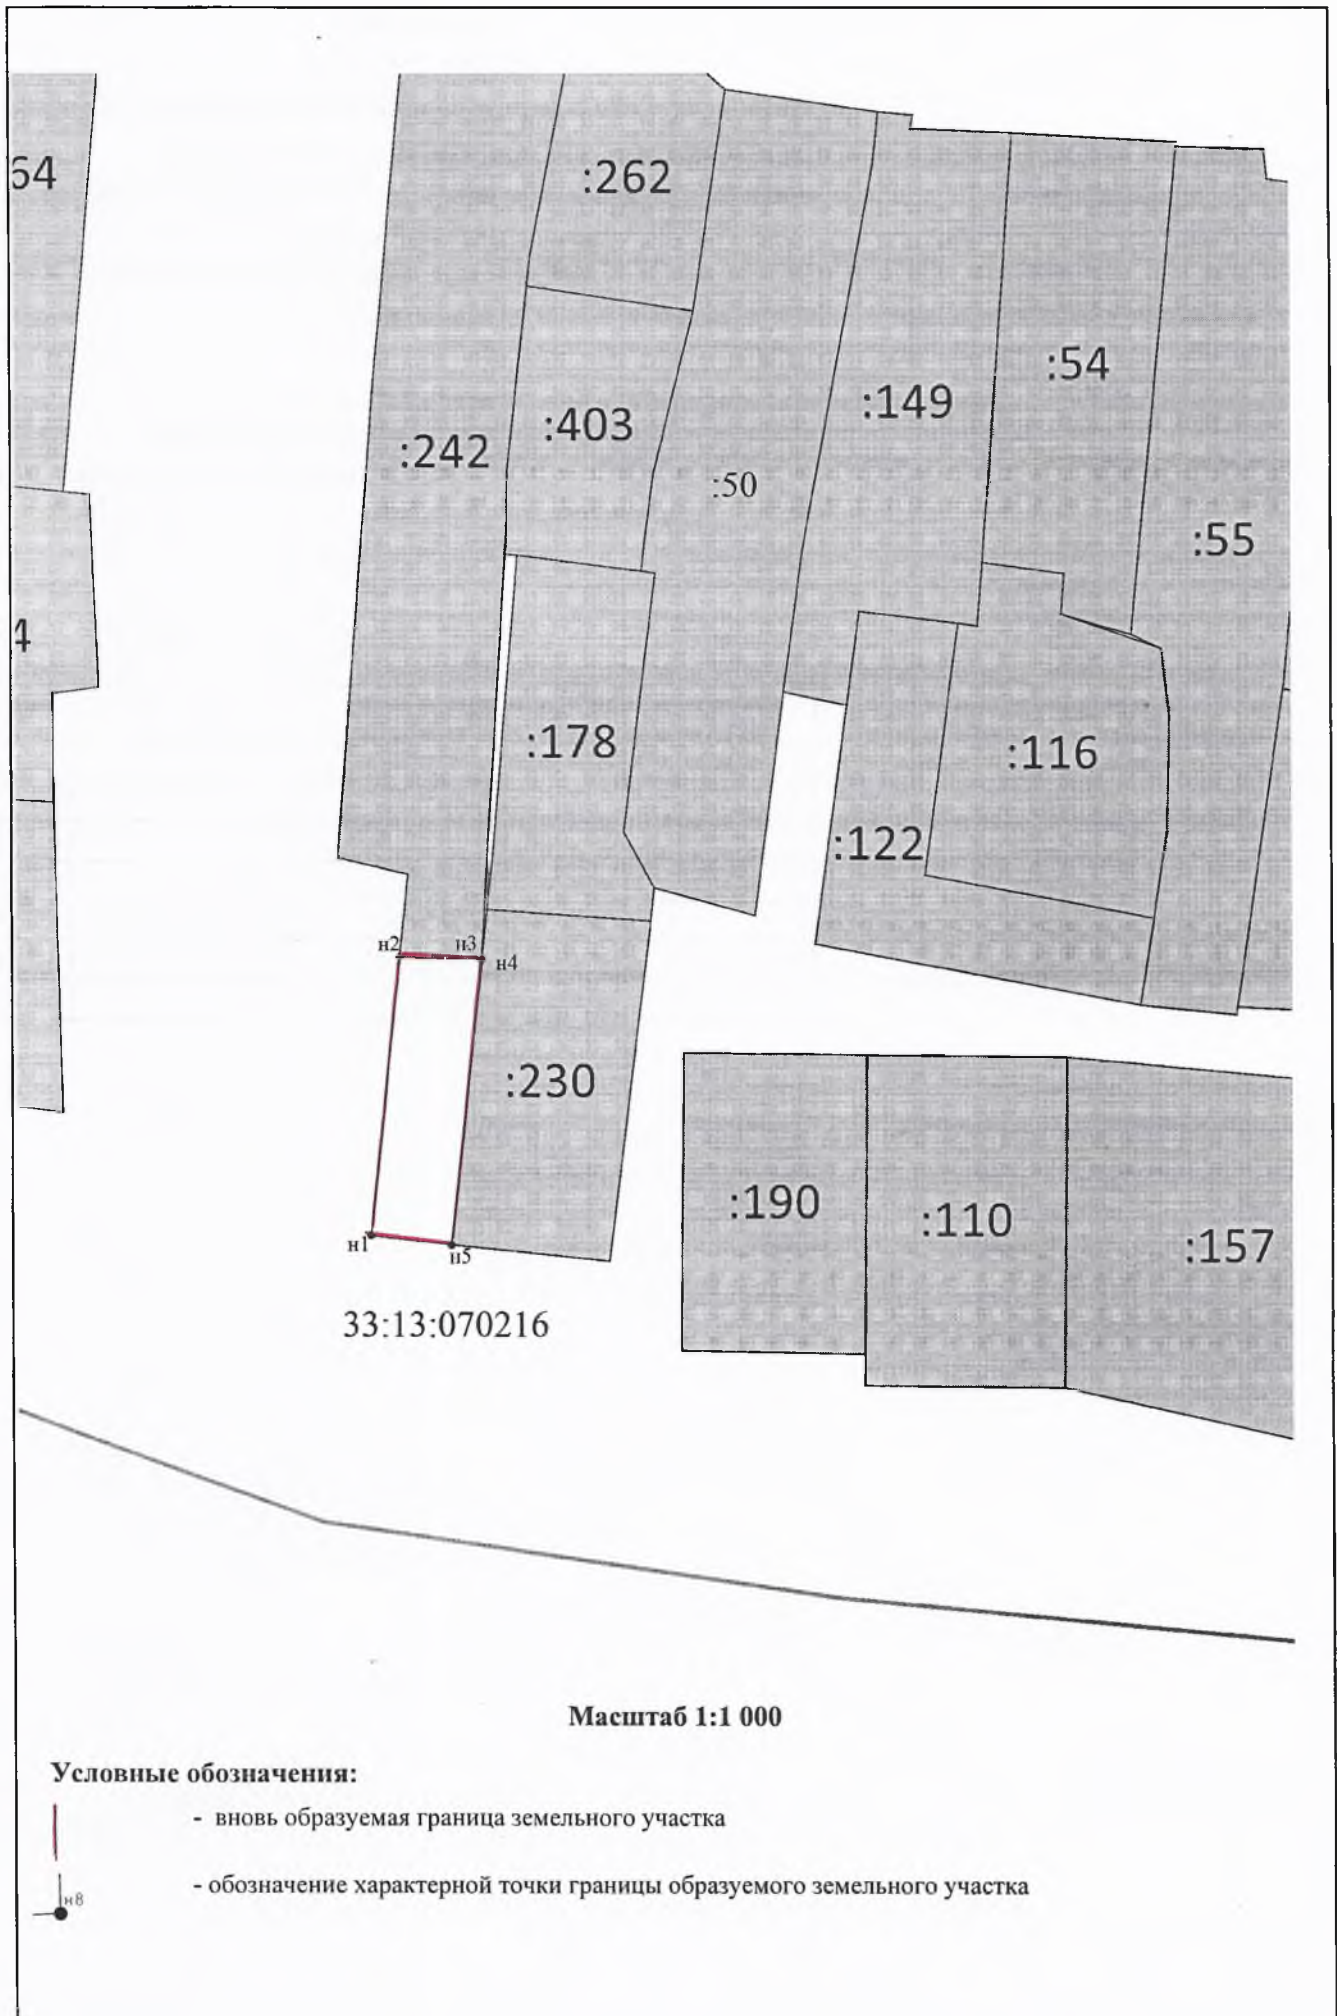 :262
:54
:149
:403
:242
:50
:55
:178
:116
:122
н2
н3
н4
:230
:190
:110
:157
н1
н5
33:13:070216
Масштаб 1:1 000
Условные обозначения:
- вновь образуемая граница земельного участка
н8
- обозначение характерной точки границы образуемого земельного участка